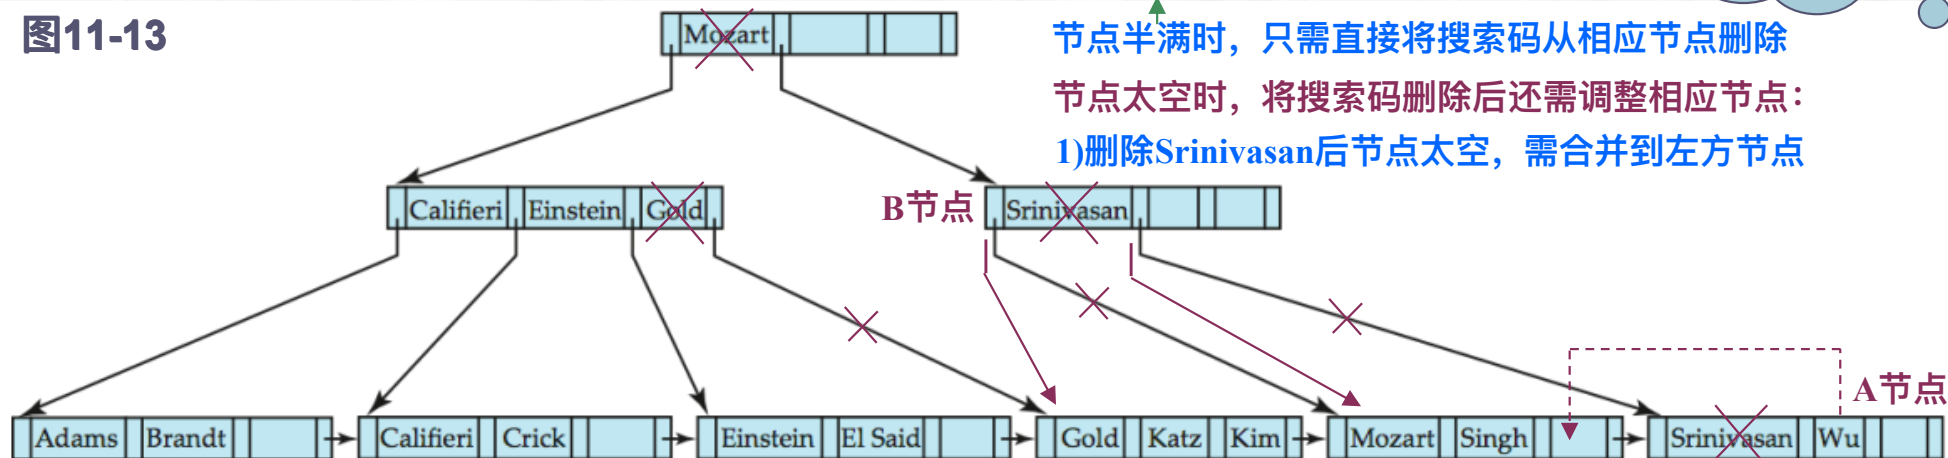 图11-13
Mozart
节点半满时，只需直接将搜索码从相应节点删除
节点太空时，将搜索码删除后还需调整相应节点：
1)删除Srinivasan后节点太空，需合并到左方节点
Califieri Einstein Gold
B节点
Srinivasan
A节点
Adams Brandt
Califieri Crick
Einstein El Said
Gold Katz Kim
Mozart Singh
Srinivasan Wu